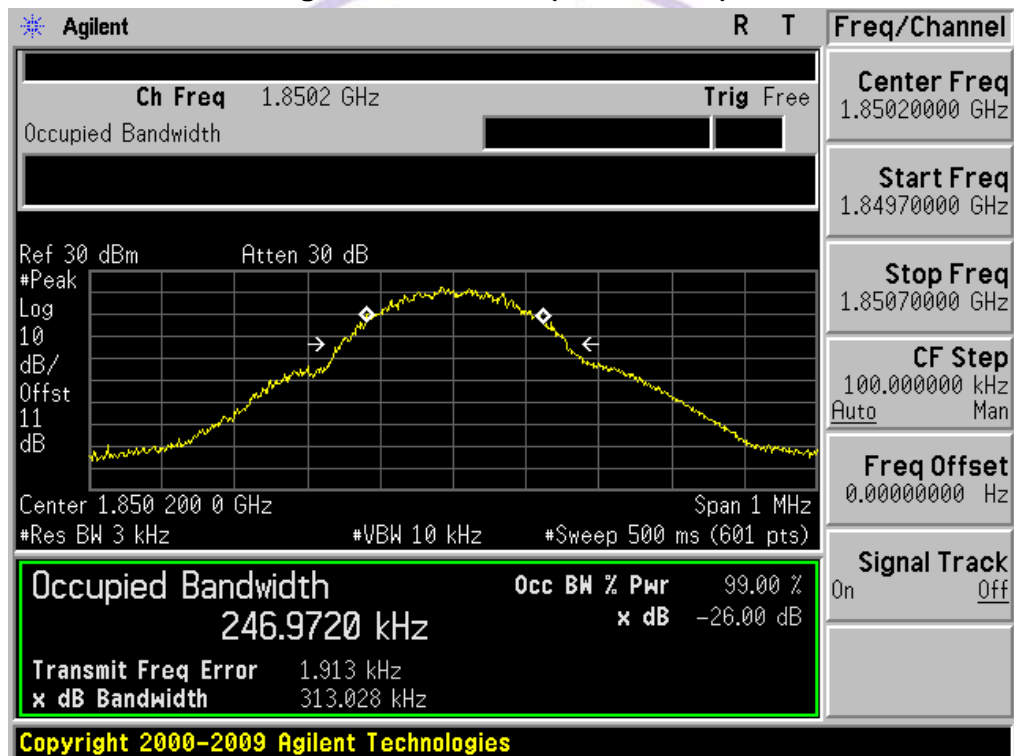 Agilent R T Freq/Channel
Ch Freq 1.8502 GHz Trig Free
Occupied Bandwidth
Center Freq
1.85020000 GHz
Start Freq
1.84970000 GHz
Stop Freq
1.85070000 GHz
CF Step
100.000000 kHz
Auto Man
Freq Offset
0.00000000 Hz
Signal Track
On Off
Ref 30 dBm Atten 30 dB
#Peak
Log
10
dB/
Offst
11
dB
Center 1.850 200 0 GHz Span 1 MHz
#Res BW 3 kHz #VBW 10 kHz #Sweep 500 ms (601 pts)
Occupied Bandwidth Occ BW % Pwr 99.00 %
246.9720 kHz x dB -26.00 dB
Transmit Freq Error 1.913 kHz
x dB Bandwidth 313.028 kHz
Copyright 2000-2009 Agilent Technologies